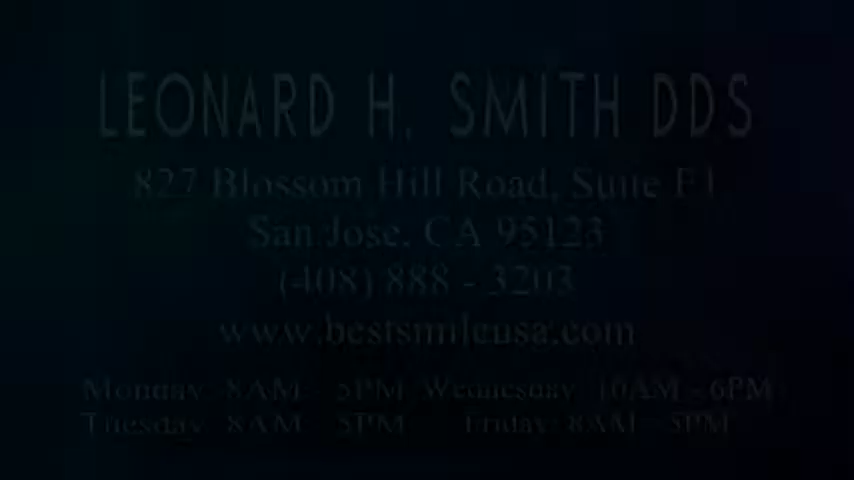 LEONARD H. SMITH DDS
827 Blossom Hill Road, Suite E1
San Jose, CA 95123
(408) 888 - 3203
www.bestsmileusa.com
Monday: 8AM - 5PM Wednesday: 10AM - 6PM
Tuesday: 8AM - 5PM Friday: 8AM - 5PM